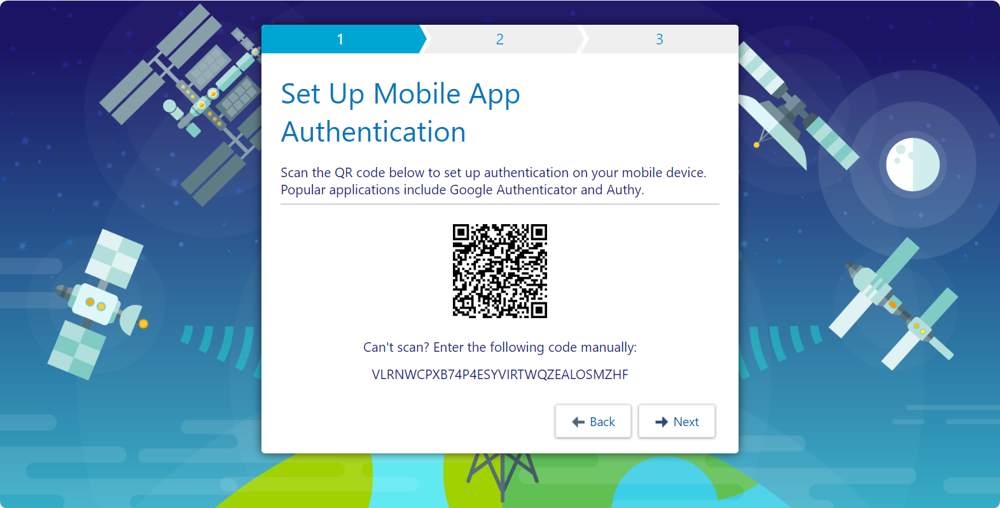 1
2
3
Set Up Mobile App
Authentication
Scan the QR code below to set up authentication on your mobile device.
Popular applications include Google Authenticator and Authy.
Can't scan? Enter the following code manually:
VLRNWCPXB74P4ESYVIRTWQZEALOSMZHF
Back
Next